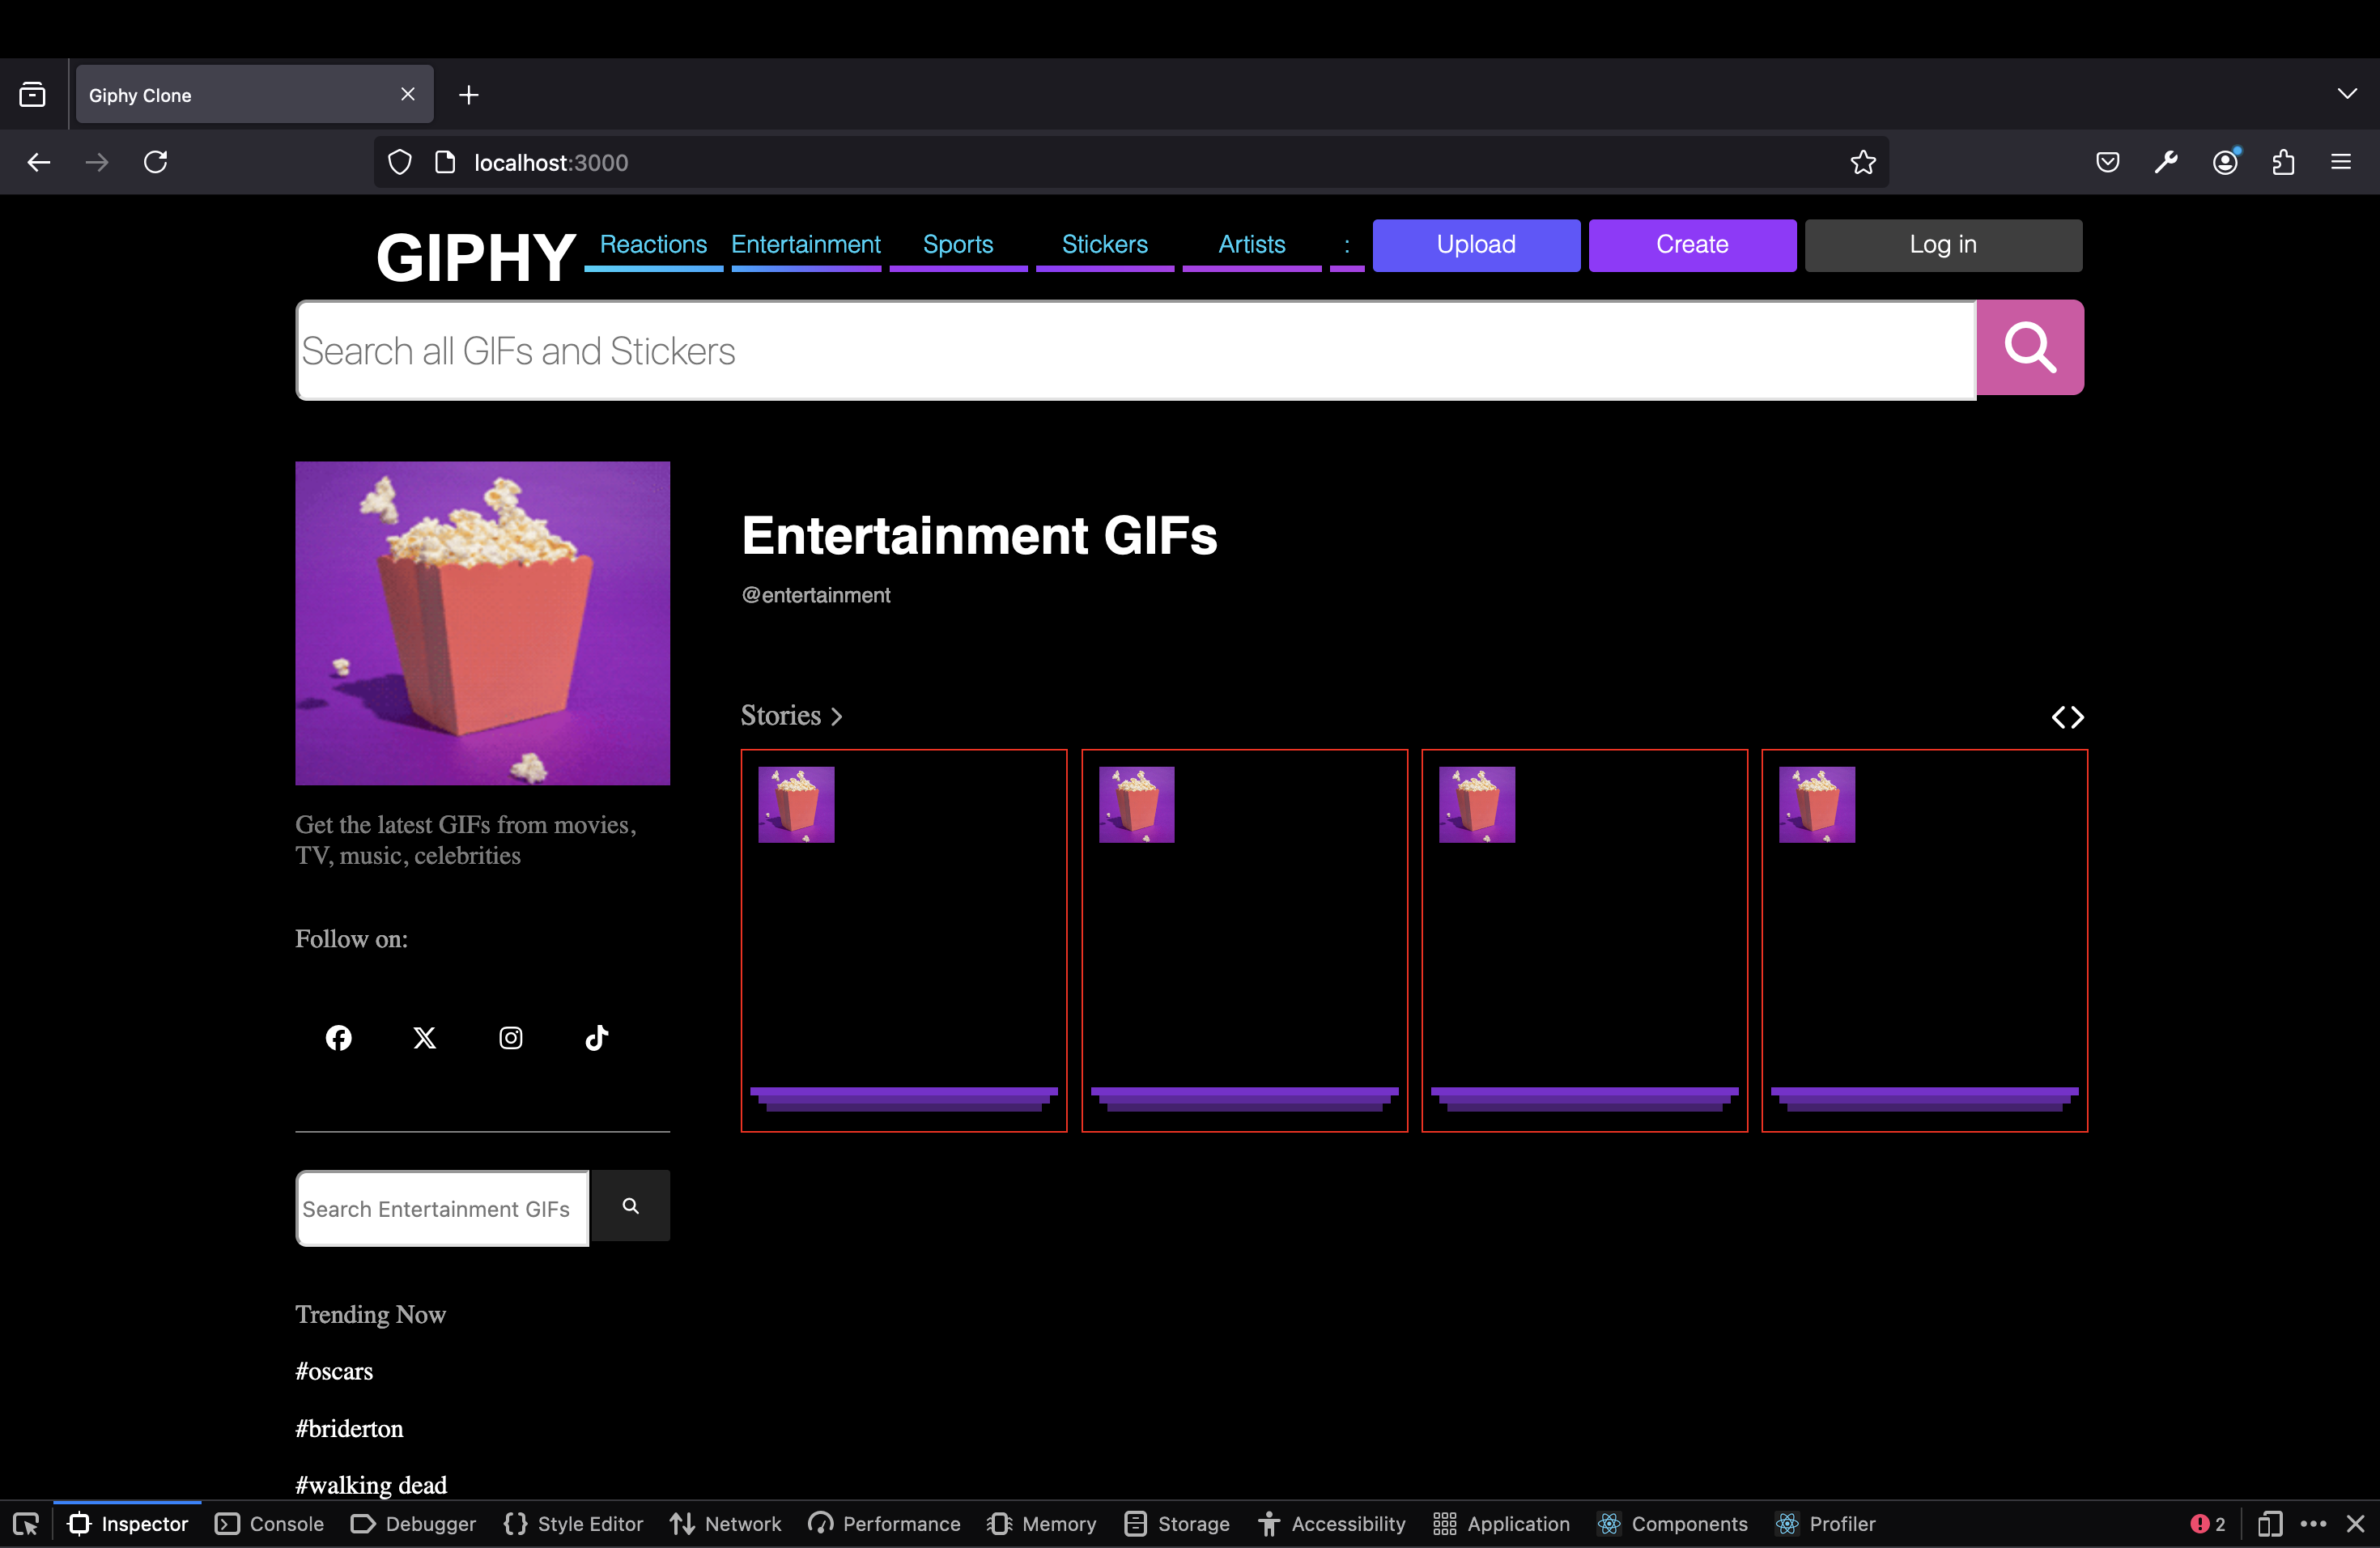 Giphy Clone
localhost:3000
GIPHY
Reactions
Entertainment
Sports
Stickers
Artists
:
Upload
Create
Log in
Search all GIFs and Stickers
Entertainment GIFs
@entertainment
Stories >
<>
Get the latest GIFs from movies,
TV, music, celebrities
Follow on:
Search Entertainment GIFs
Trending Now
#oscars
#briderton
#walking dead
Inspector
Console
Debugger
Style Editor
Network
Performance
Memory
Storage
Accessibility
Application
Components
Profiler
2